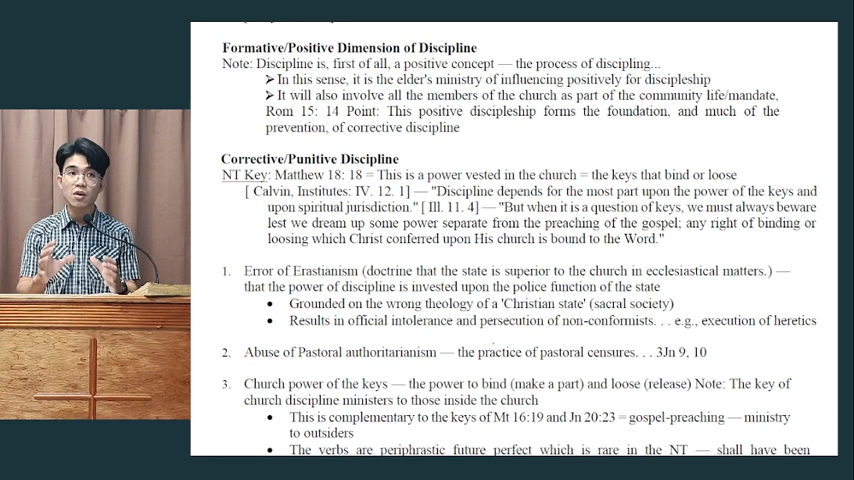 Formative/Positive Dimension of Discipline
Note: Discipline is, first of all, a positive concept — the process of discipling...
➢ In this sense, it is the elder's ministry of influencing positively for discipleship
➢ It will also involve all the members of the church as part of the community life/mandate,
Rom 15: 14 Point: This positive discipleship forms the foundation, and much of the
prevention, of corrective discipline
Corrective/Punitive Discipline
NT Key: Matthew 18: 18 = This is a power vested in the church = the keys that bind or loose
[ Calvin, Institutes: IV. 12. 1] — "Discipline depends for the most part upon the power of the keys and
upon spiritual jurisdiction." [ Ill. 11. 4] — "But when it is a question of keys, we must always beware
lest we dream up some power separate from the preaching of the gospel; any right of binding or
loosing which Christ conferred upon His church is bound to the Word."
1. Error of Erastianism (doctrine that the state is superior to the church in ecclesiastical matters.) —
that the power of discipline is invested upon the police function of the state
• Grounded on the wrong theology of a 'Christian state' (sacral society)
• Results in official intolerance and persecution of non-conformists. . . e.g., execution of heretics
2. Abuse of Pastoral authoritarianism — the practice of pastoral censures. . . 3Jn 9, 10
3. Church power of the keys — the power to bind (make a part) and loose (release) Note: The key of
church discipline ministers to those inside the church
• This is complementary to the keys of Mt 16:19 and Jn 20:23 = gospel-preaching — ministry
to outsiders
• The verbs are periphrastic future perfect which is rare in the NT — shall have been